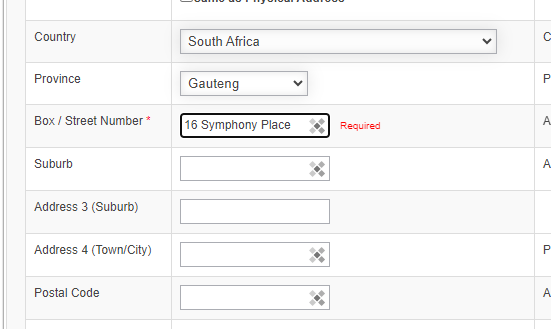 Same as Physical Address
Country
South Africa
C
Province
Gauteng
P
Box / Street Number *
16 Symphony Place
Required
A
Suburb
A
Address 3 (Suburb)
Address 4 (Town/City)
P
Postal Code
A